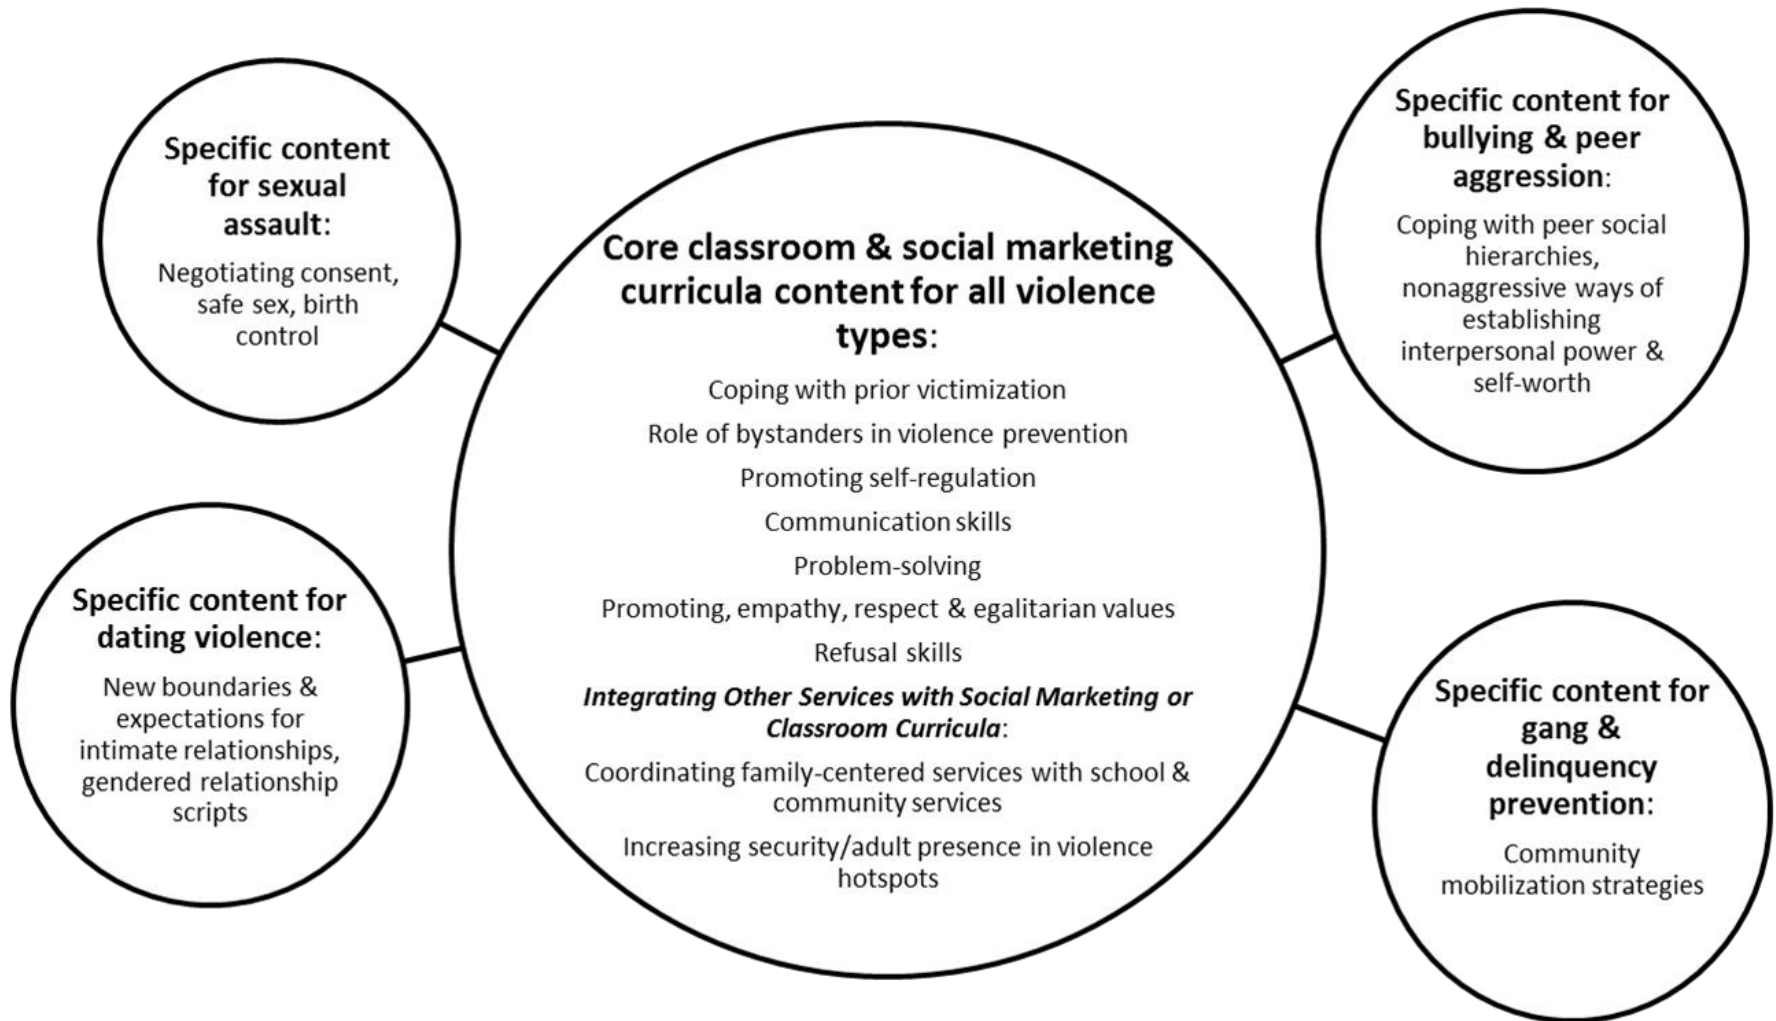 Specific content
for sexual
assault:
Negotiating consent,
safe sex, birth
control
Specific content for
dating violence:
New boundaries &
expectations for
intimate relationships,
gendered relationship
scripts
Core classroom & social marketing
curricula content for all violence
types:
Coping with prior victimization
Role of bystanders in violence prevention
Promoting self-regulation
Communication skills
Problem-solving
Promoting, empathy, respect & egalitarian values
Refusal skills
Integrating Other Services with Social Marketing or
Classroom Curricula:
Coordinating family-centered services with school &
community services
Increasing security/adult presence in violence
hotspots
Specific content for
bullying & peer
aggression:
Coping with peer social
hierarchies,
nonaggressive ways of
establishing
interpersonal power &
self-worth
Specific content for
gang &
delinquency
prevention:
Community
mobilization strategies